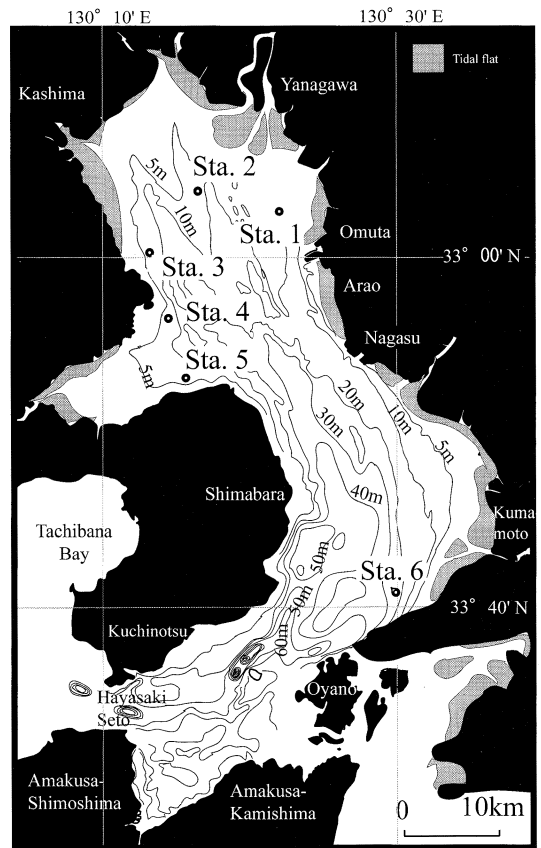 130° 10' E
130° 30' E
Tidal flat
Kashima
Yanagawa
5m
Sta. 2
10m
Sta. 1
Omuta
33° 00' N
Sta. 3
Arao
Sta. 4
Nagasu
Sta. 5
5m
20m
10m
30m
5m
Shimabara
40m
Kuma
moto
Tachibana
Bay
50m
Sta. 6
50m
33° 40' N
60m
Kuchinotsu
Oyano
Hayasaki
Seto
Amakusa-
Shimoshima
Amakusa-
Kamishima
0 10km